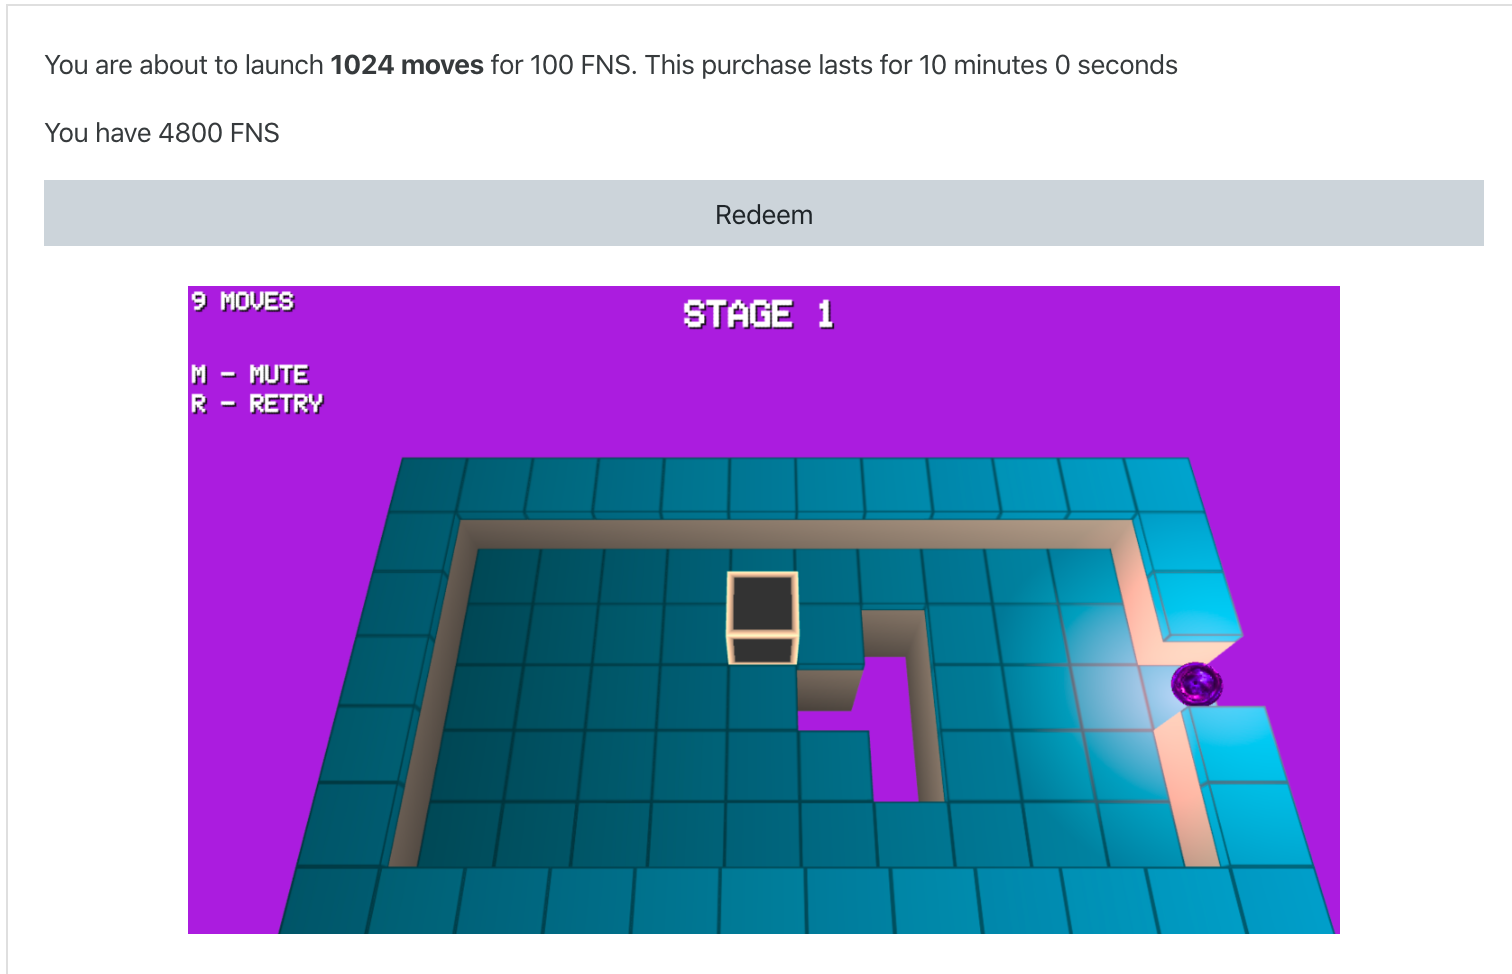 You are about to launch 1024 moves for 100 FNS. This purchase lasts for 10 minutes 0 seconds
You have 4800 FNS
Redeem
9 MOVES
STAGE 1
M - MUTE
R - RETRY